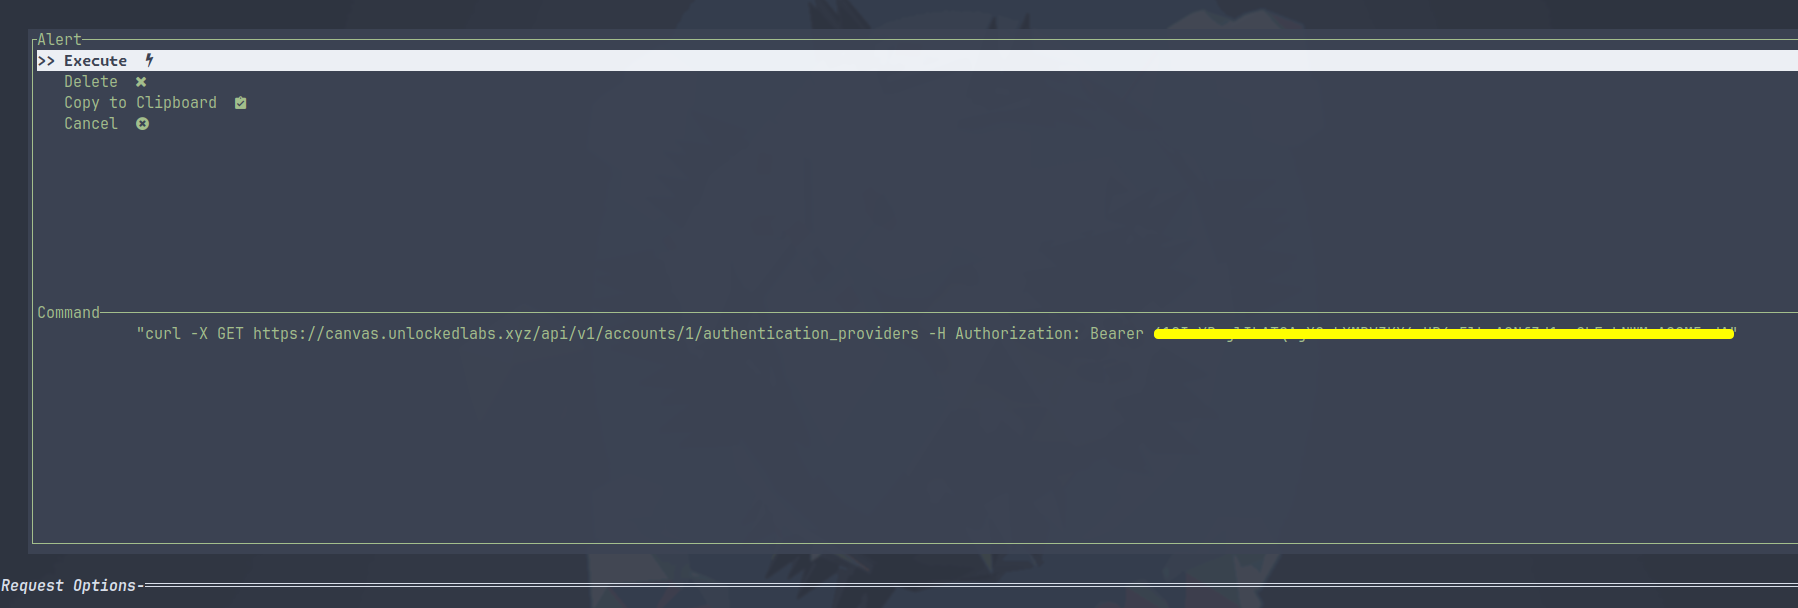 Alert
>> Execute
Delete
Copy to Clipboard
Cancel
Command
"curl -X GET https://canvas.unlockedlabs.xyz/api/v1/accounts/1/authentication_providers -H Authorization: Bearer
Request Options